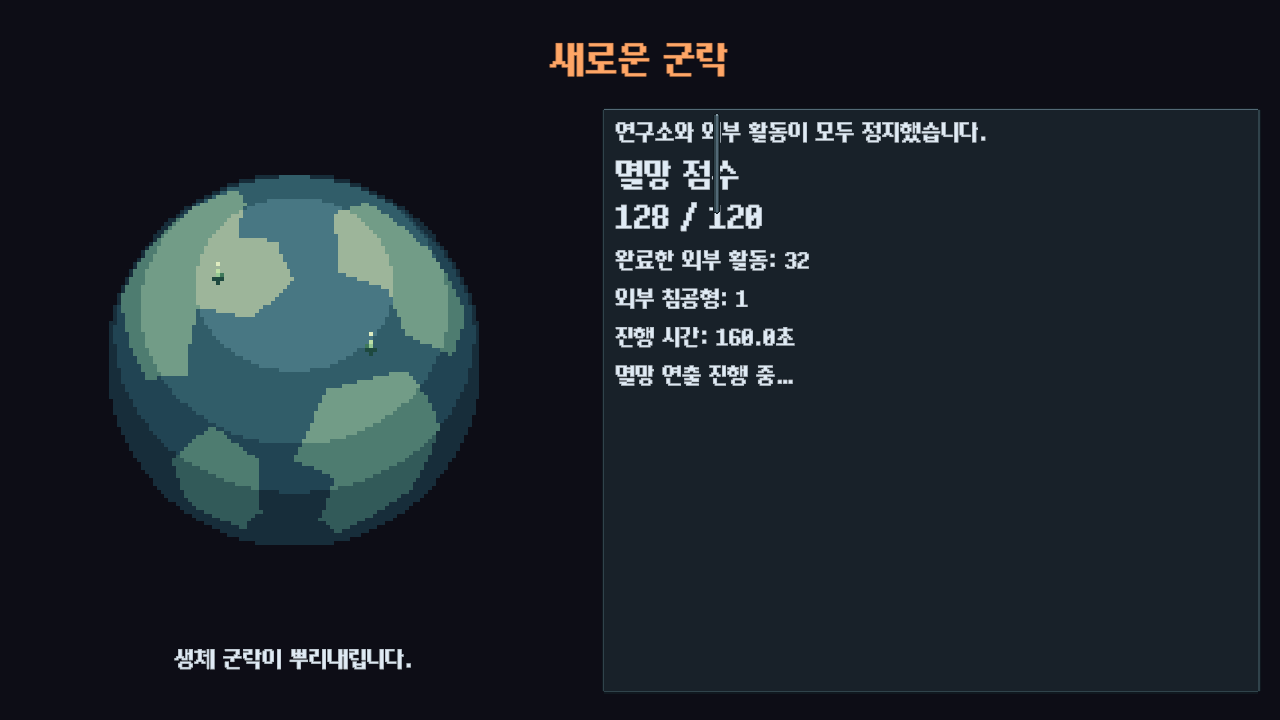 새로운 군락
연구소와 외부 활동이 모두 정지했습니다.
멸망 점수
128 / 120
완료한 외부 활동: 32
외부 침공형: 1
진행 시간: 160.0초
멸망 연출 진행 중...
생체 군락이 뿌리내립니다.